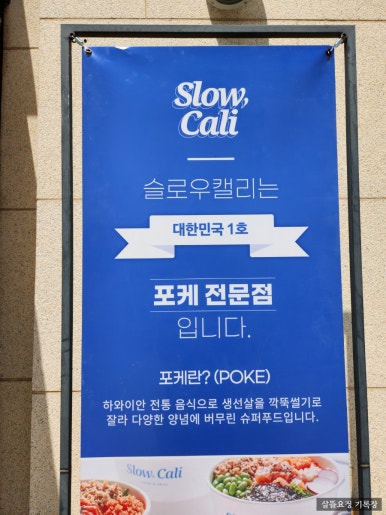 Slow,
Cali
슬로우캘리는
대한민국 1호
포케 전문점
입니다.
포케란? (POKE)
하와이안 전통 음식으로 생선살을 깍뚝썰기로
잘라 다양한 양념에 버무린 슈퍼푸드입니다.
Slow, Cali
살뜰요정 기록장